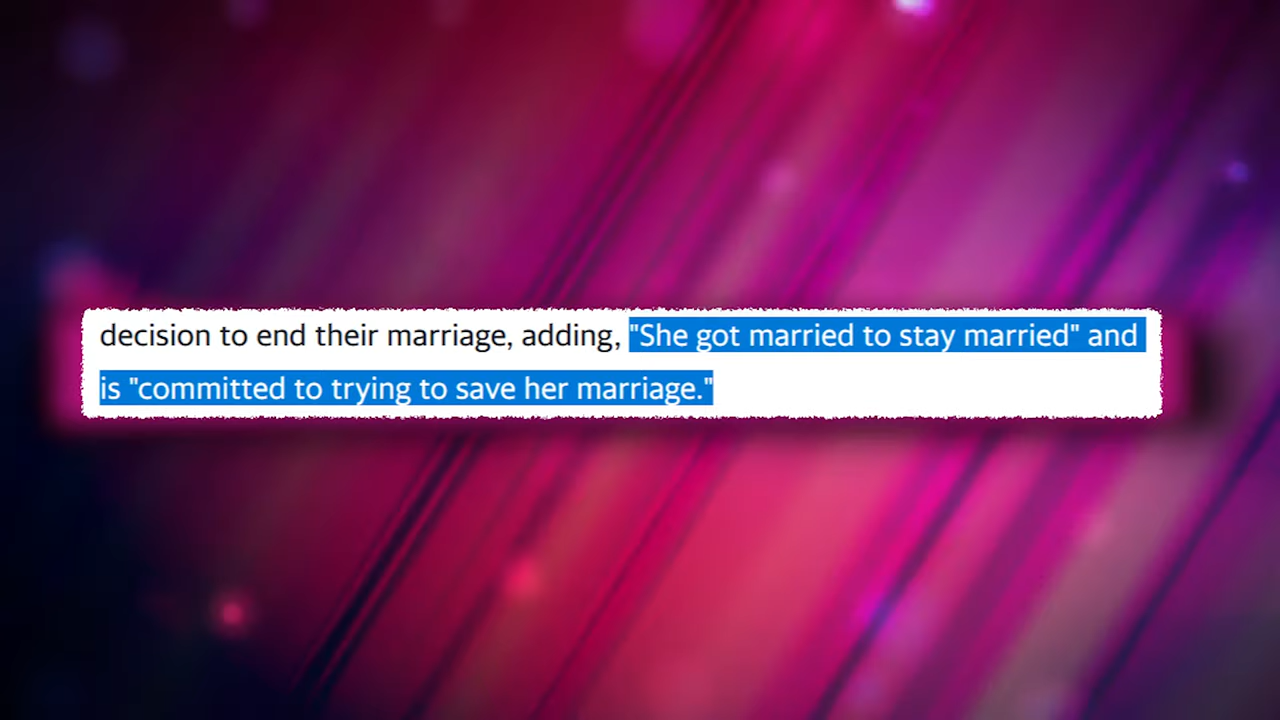 decision to end their marriage, adding, "She got married to stay married" and
is "committed to trying to save her marriage."